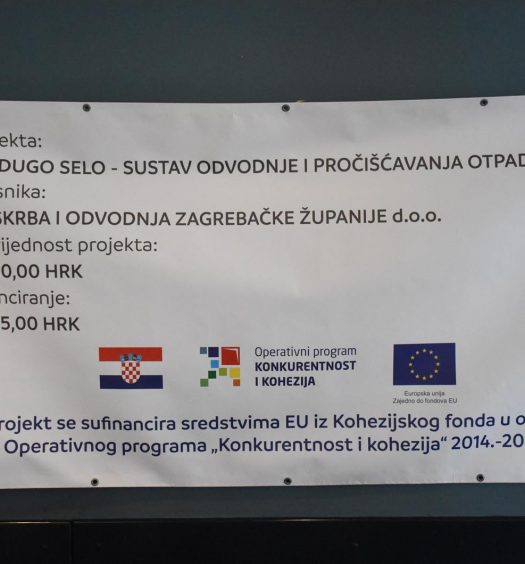 ekta:
DUGO SELO - SUSTAV ODVODNJE I PROČIŠĆAVANJA OTPAD
snika:
SKRBA I ODVODNJA ZAGREBAČKE ŽUPANIJE d.o.o.
ijednost projekta:
0,00 HRK
nciranje:
5,00 HRK
Operativni program
KONKURENTNOST
I KOHEZIJA
Europska unija
Zajedno do fondova EU
rojekt se sufinancira sredstvima EU iz Kohezijskog fonda u o
Operativnog programa „Konkurentnost i kohezija“ 2014.-20